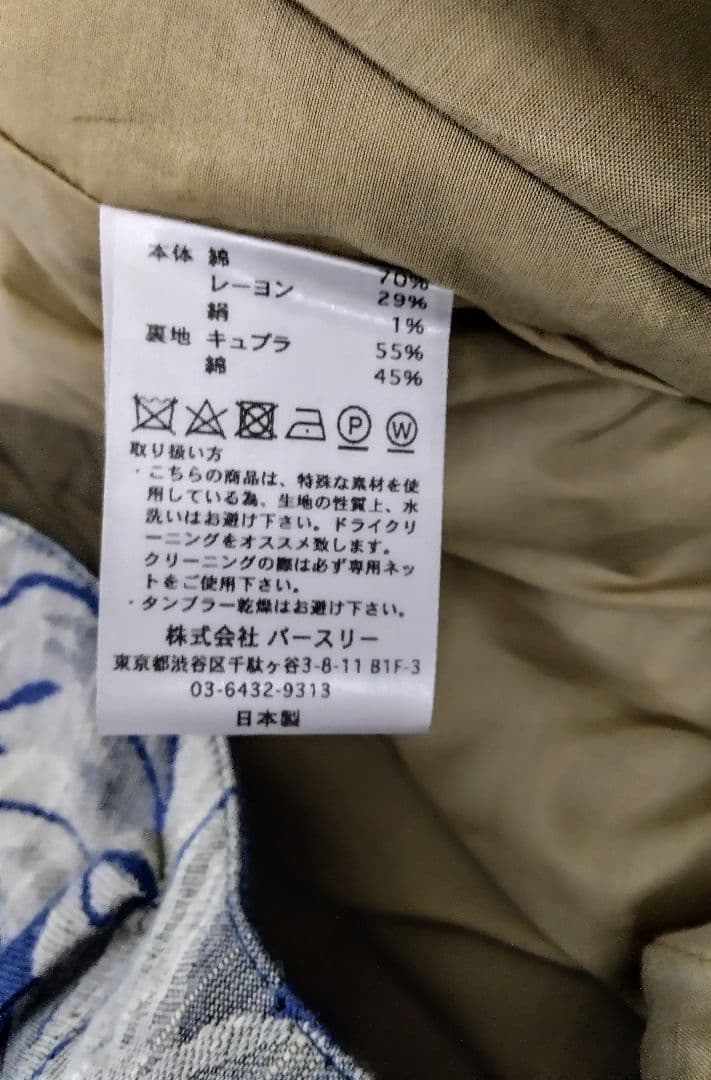 本体 綿 70%
レーヨン 29%
絹 1%
裏地 キュプラ 55%
綿 45%
P W
取り扱い方
・こちらの商品は、特殊な素材を使
用している為、生地の性質上、水
洗いはお避け下さい。ドライクリ
ーニングをオススメ致します。
クリーニングの際は必ず専用ネッ
トをご使用下さい。
・タンブラー乾燥はお避け下さい。
株式会社 バースリー
東京都渋谷区千駄ヶ谷3-8-11 B1F-3
03-6432-9313
日本製